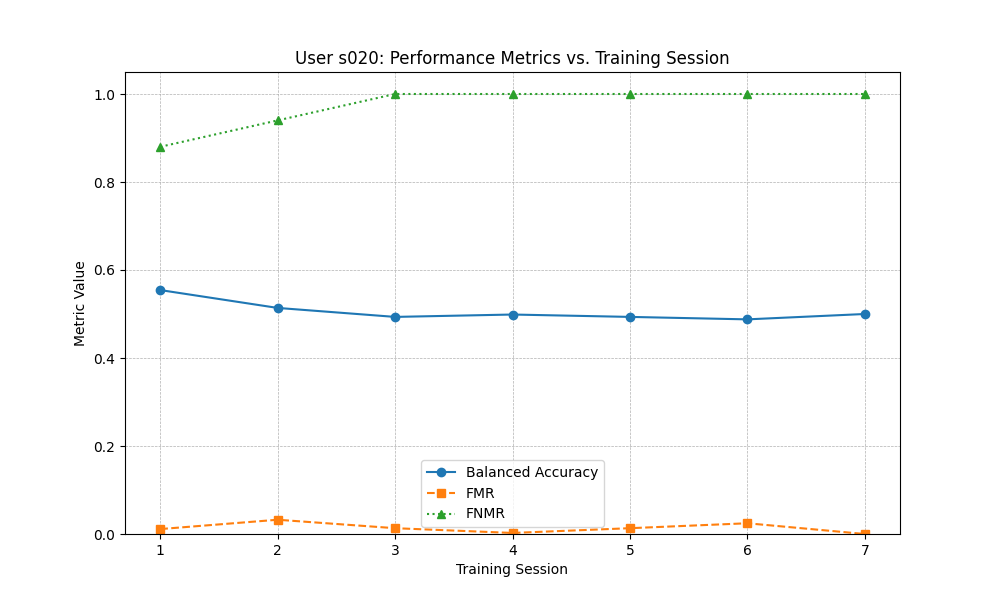 User s020: Performance Metrics vs. Training Session
1.0
0.8
0.6
0.4
0.2
0.0
Metric Value
Balanced Accuracy
FMR
FNMR
1 2 3 4 5 6 7
Training Session